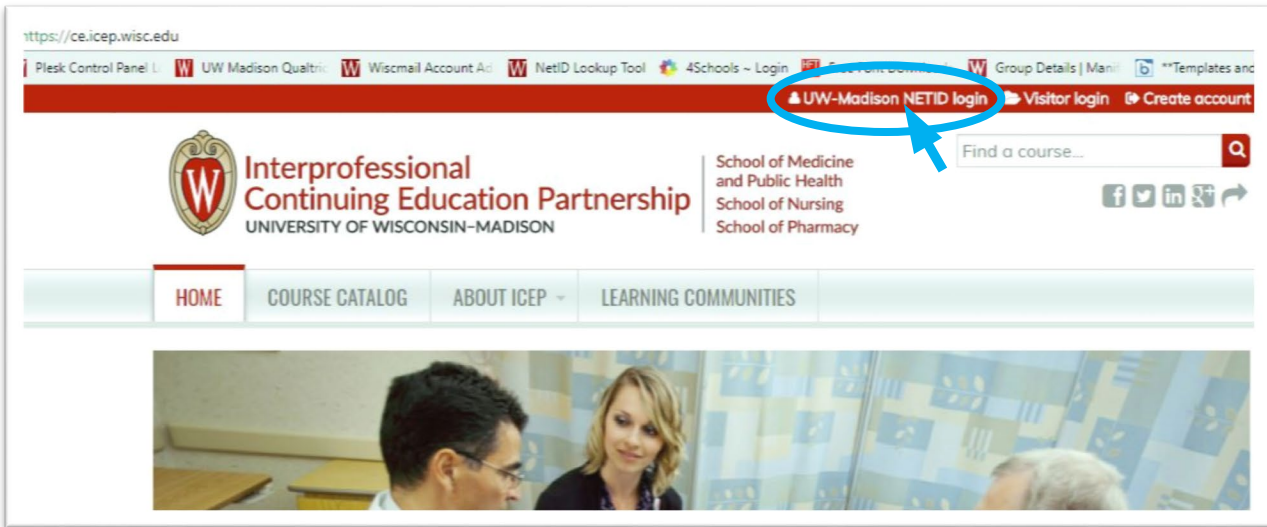 https://ce.icep.wisc.edu
Plesk Control Panel L UW Madison Qualtric Wiscmail Account Ad NetID Lookup Tool 4Schools ~ Login Group Details | Mani **Templates and
UW-Madison NETID login Visitor login Create account
Interprofessional
Continuing Education Partnership
UNIVERSITY OF WISCONSIN–MADISON
School of Medicine
and Public Health
School of Nursing
School of Pharmacy
Find a course...
HOME COURSE CATALOG ABOUT ICEP LEARNING COMMUNITIES